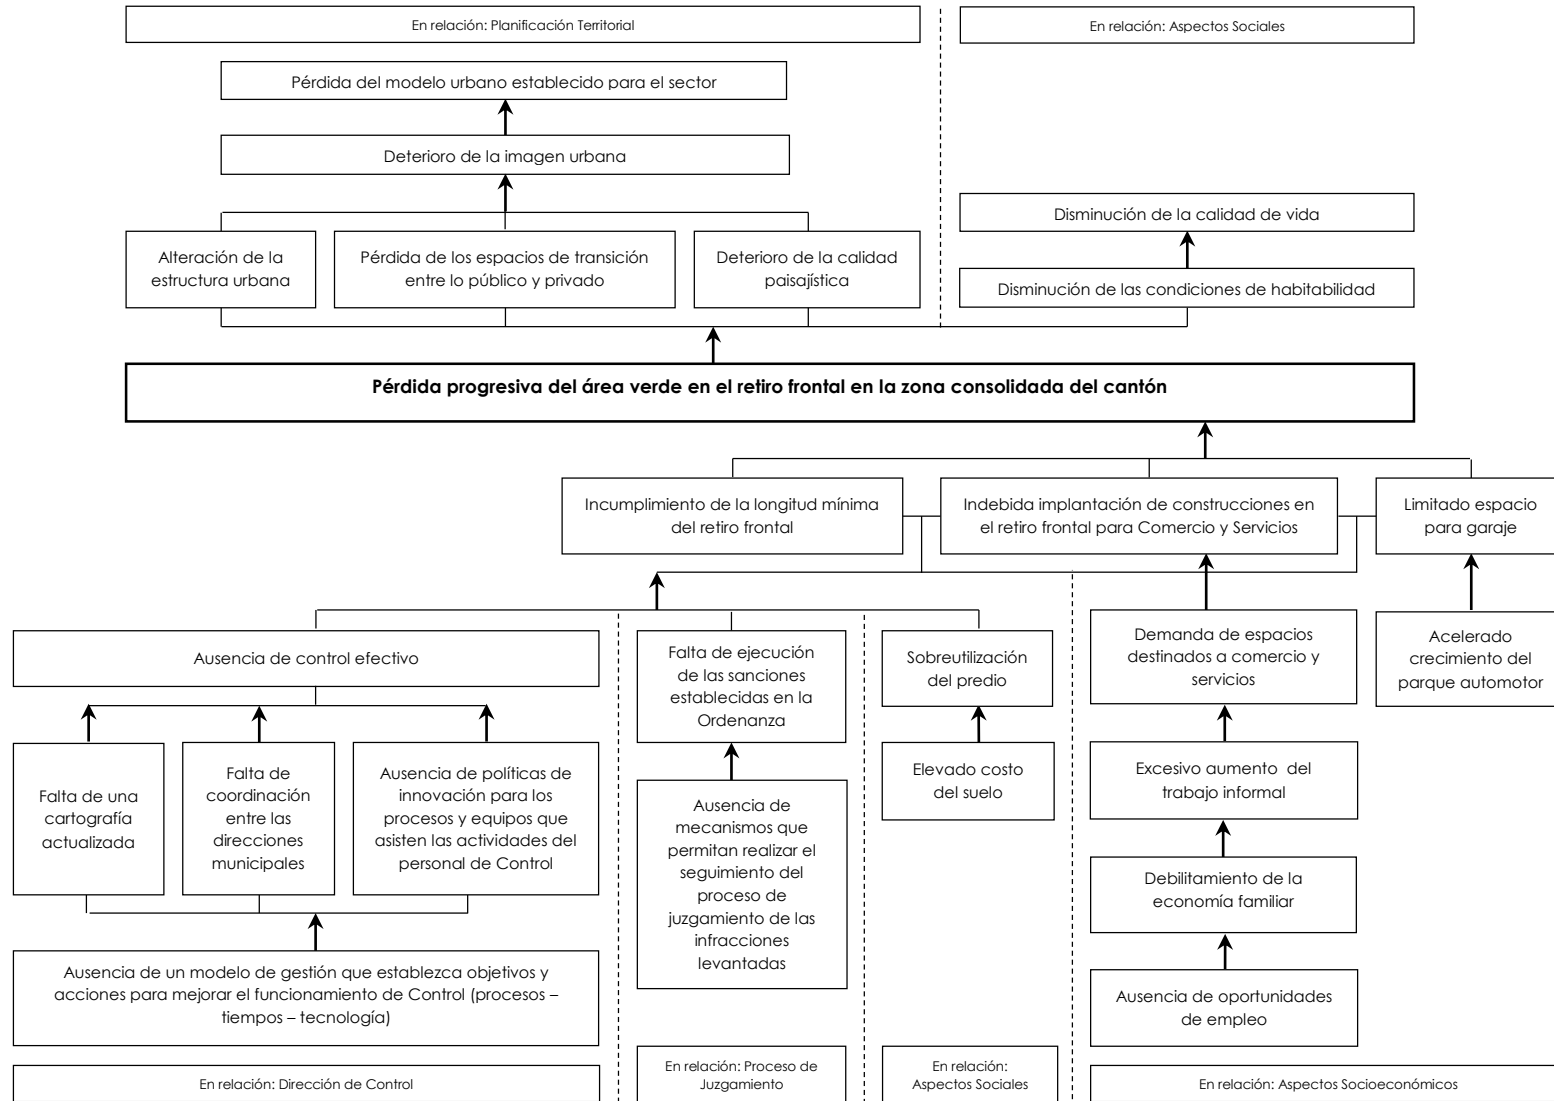 En relación: Planificación Territorial
En relación: Aspectos Sociales
Pérdida del modelo urbano establecido para el sector
Deterioro de la imagen urbana
Disminución de la calidad de vida
Alteración de la
estructura urbana
Pérdida de los espacios de transición
entre lo público y privado
Deterioro de la calidad
paisajística
Disminución de las condiciones de habitabilidad
Pérdida progresiva del área verde en el retiro frontal en la zona consolidada del cantón
Incumplimiento de la longitud mínima
del retiro frontal
Indebida implantación de construcciones en
el retiro frontal para Comercio y Servicios
Limitado espacio
para garaje
Ausencia de control efectivo
Falta de ejecución
de las sanciones
establecidas en la
Ordenanza
Sobreutilización
del predio
Demanda de espacios
destinados a comercio y
servicios
Acelerado
crecimiento del
parque automotor
Falta de una
cartografía
actualizada
Falta de
coordinación
entre las
direcciones
municipales
Ausencia de políticas de
innovación para los
procesos y equipos que
asisten las actividades del
personal de Control
Ausencia de
mecanismos que
permitan realizar el
seguimiento del
proceso de
juzgamiento de las
infracciones
levantadas
Elevado costo
del suelo
Excesivo aumento  del
trabajo informal
Debilitamiento de la
economía familiar
Ausencia de un modelo de gestión que establezca objetivos y
acciones para mejorar el funcionamiento de Control (procesos –
tiempos – tecnología)
Ausencia de oportunidades
de empleo
En relación: Dirección de Control
En relación: Proceso de
Juzgamiento
En relación:
Aspectos Sociales
En relación: Aspectos Socioeconómicos